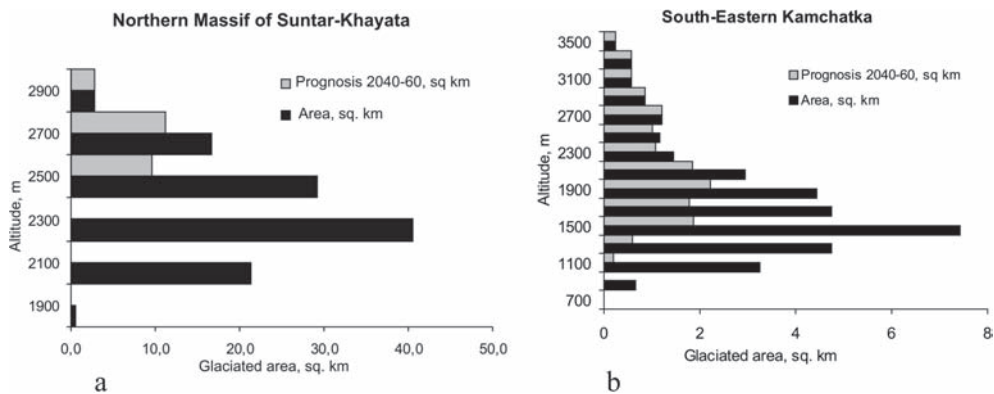 Northern Massif of Suntar-Khayata
Prognosis 2040-60, sq km
Area, sq. km
Altitude, m
2900
2700
2500
2300
2100
1900
0,0 10,0 20,0 30,0 40,0 50,0
Glaciated area, sq. km
a
South-Eastern Kamchatka
Prognosis 2040-60, sq km
Area, sq. km
Altitude, m
3500
3100
2700
2300
1900
1500
1100
700
0 2 4 6 8
Glaciated area, sq. km
b